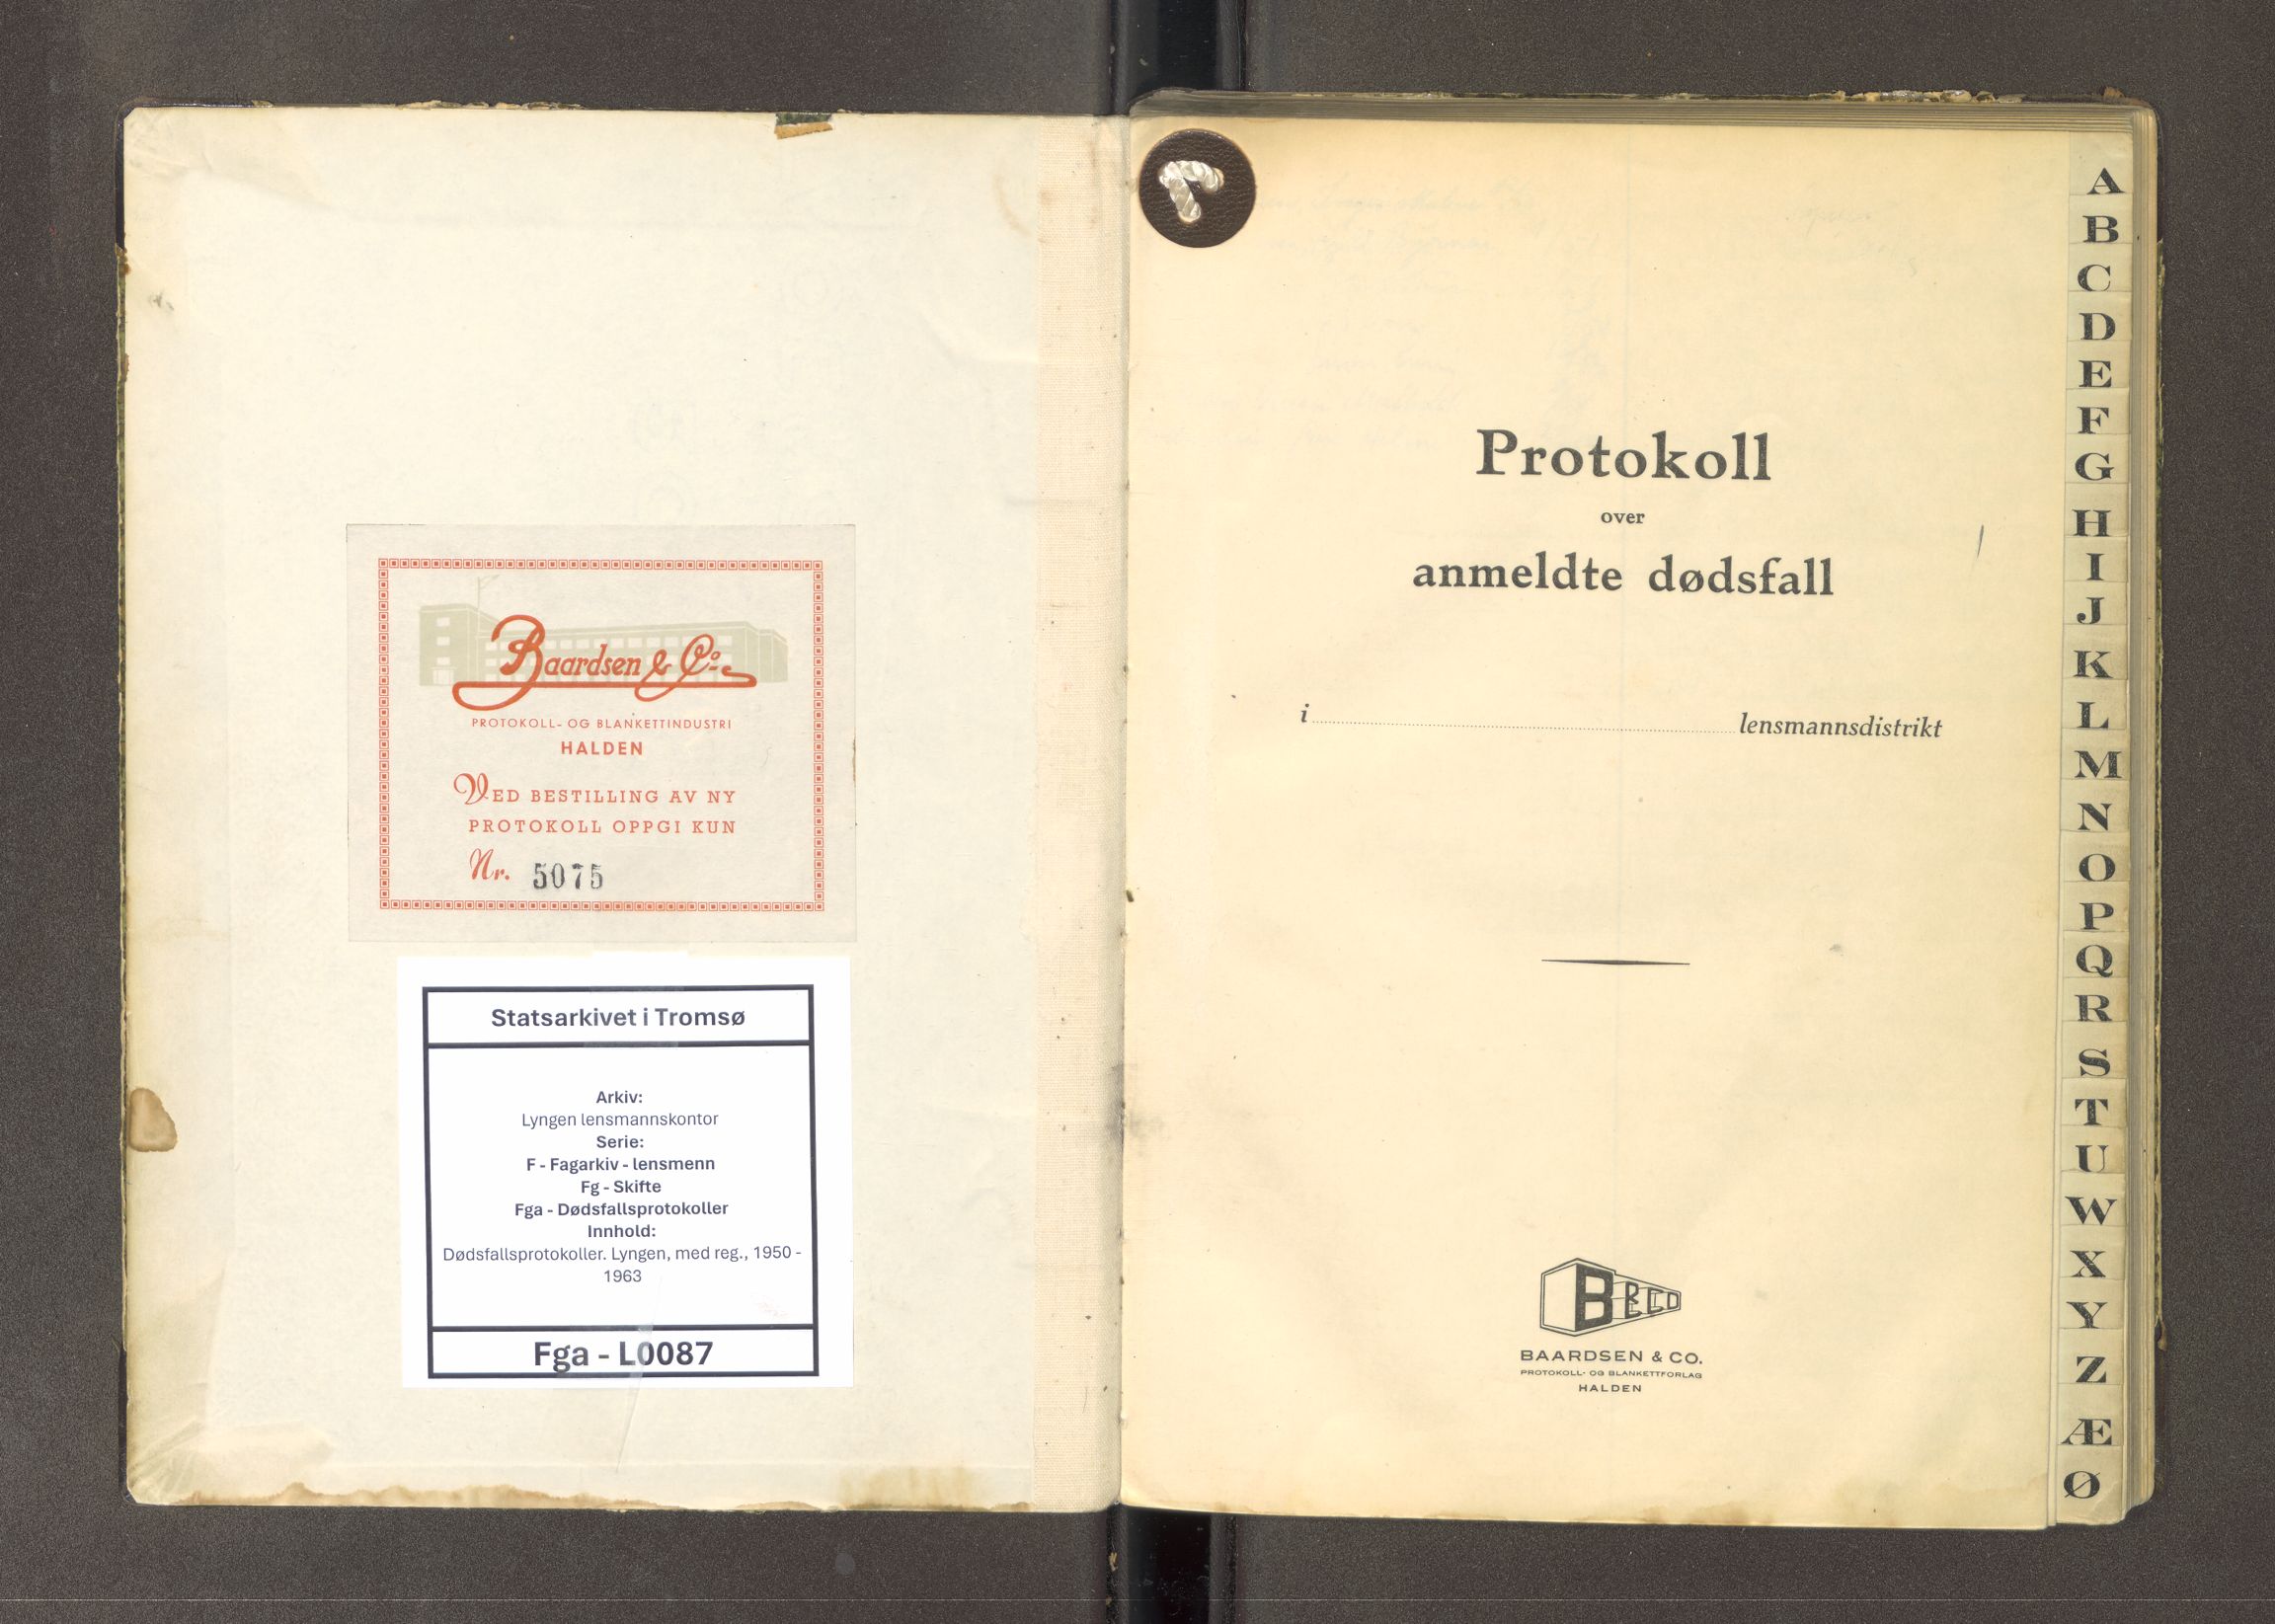 Baardsen & Co.
PROTOKOLL- OG BLANKETTINDUSTRI
HALDEN
VED BESTILLING AV NY
PROTOKOLL OPPGI KUN
Nr. 5075
Statsarkivet i Tromsø
Arkiv:
Lyngen lensmannskontor
Serie:
F - Fagarkiv - lensmenn
Fg - Skifte
Fga - Dødsfallsprotokoller
Innhold:
Dødsfallsprotokoller. Lyngen, med reg., 1950 -
1963
Fga - L0087
Protokoll
over
anmeldte dødsfall
i lensmannsdistrikt
BAARDSEN & CO.
PROTOKOLL- OG BLANKETTFORLAG
HALDEN
A
B
C
D
E
F
G
H
I
J
K
L
M
N
O
P
Q
R
S
T
U
W
X
Y
Z
Æ
Ø